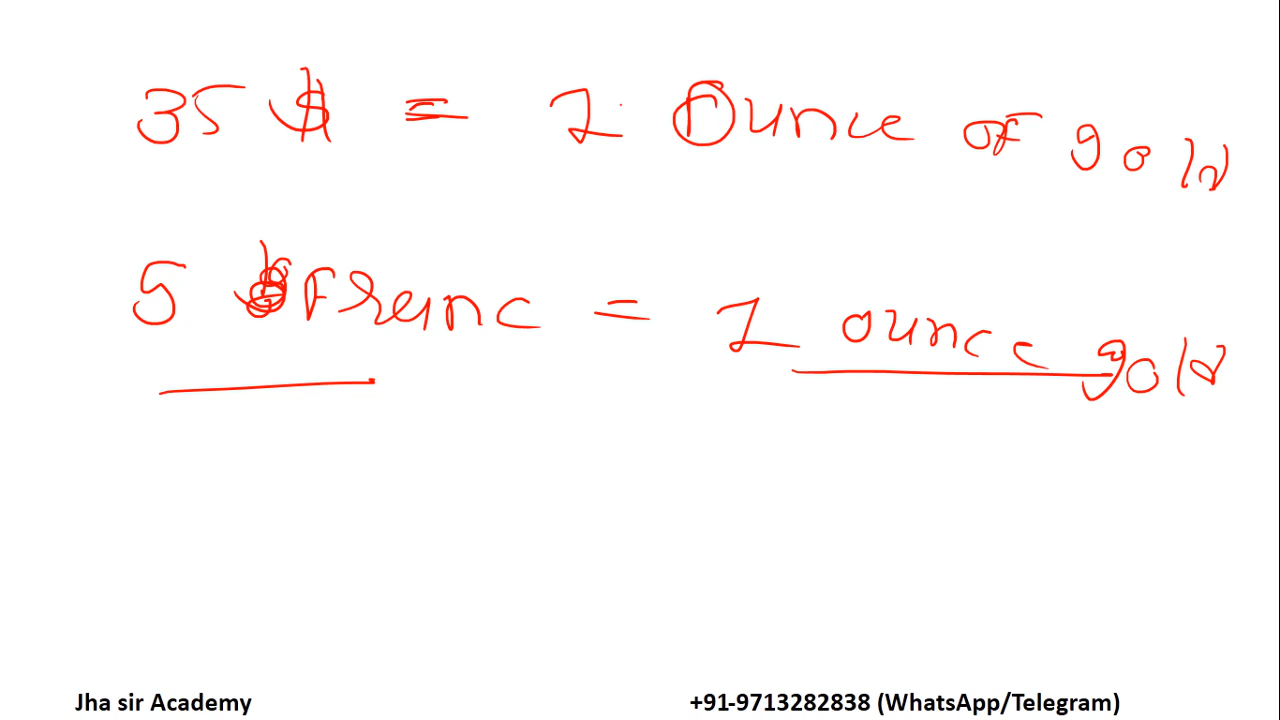 35 $ = 1 Ounce of gold
5 Franc = 1 ounce gold
Jha sir Academy
+91-9713282838 (WhatsApp/Telegram)